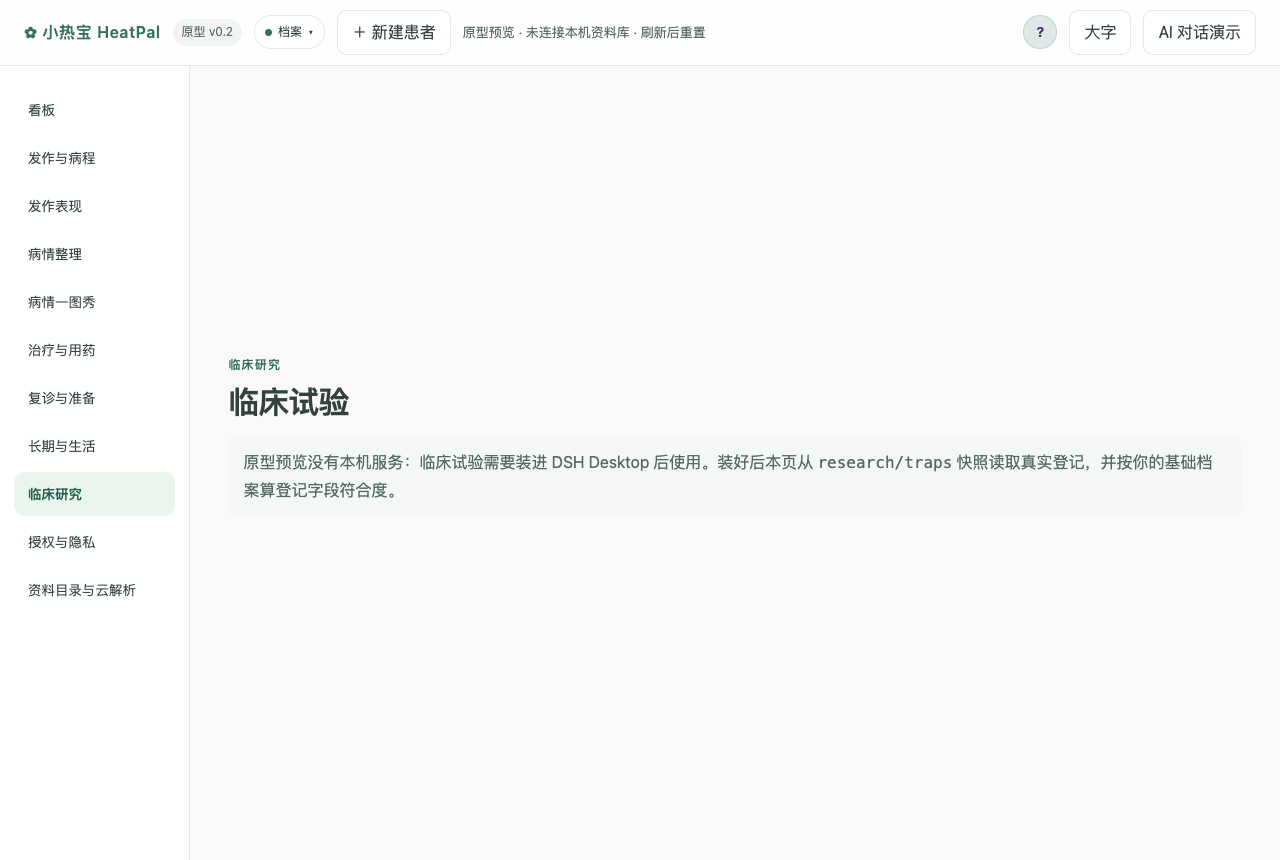 ✿ 小热宝 HeatPal
原型 v0.2
档案
＋ 新建患者
原型预览 · 未连接本机资料库 · 刷新后重置
?
大字
AI 对话演示
看板
发作与病程
发作表现
病情整理
病情一图秀
治疗与用药
复诊与准备
长期与生活
临床研究
授权与隐私
资料目录与云解析
临床研究
临床试验
原型预览没有本机服务：临床试验需要装进 DSH Desktop 后使用。装好后本页从 research/traps 快照读取真实登记，并按你的基础档
案算登记字段符合度。